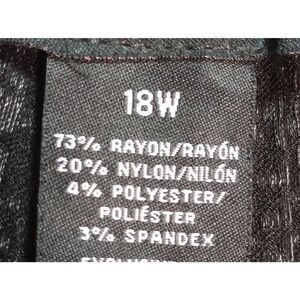 18W
73% RAYON/RAYÓN
20% NYLON/NILÓN
4% POLYESTER/
POLIÉSTER
3% SPANDEX